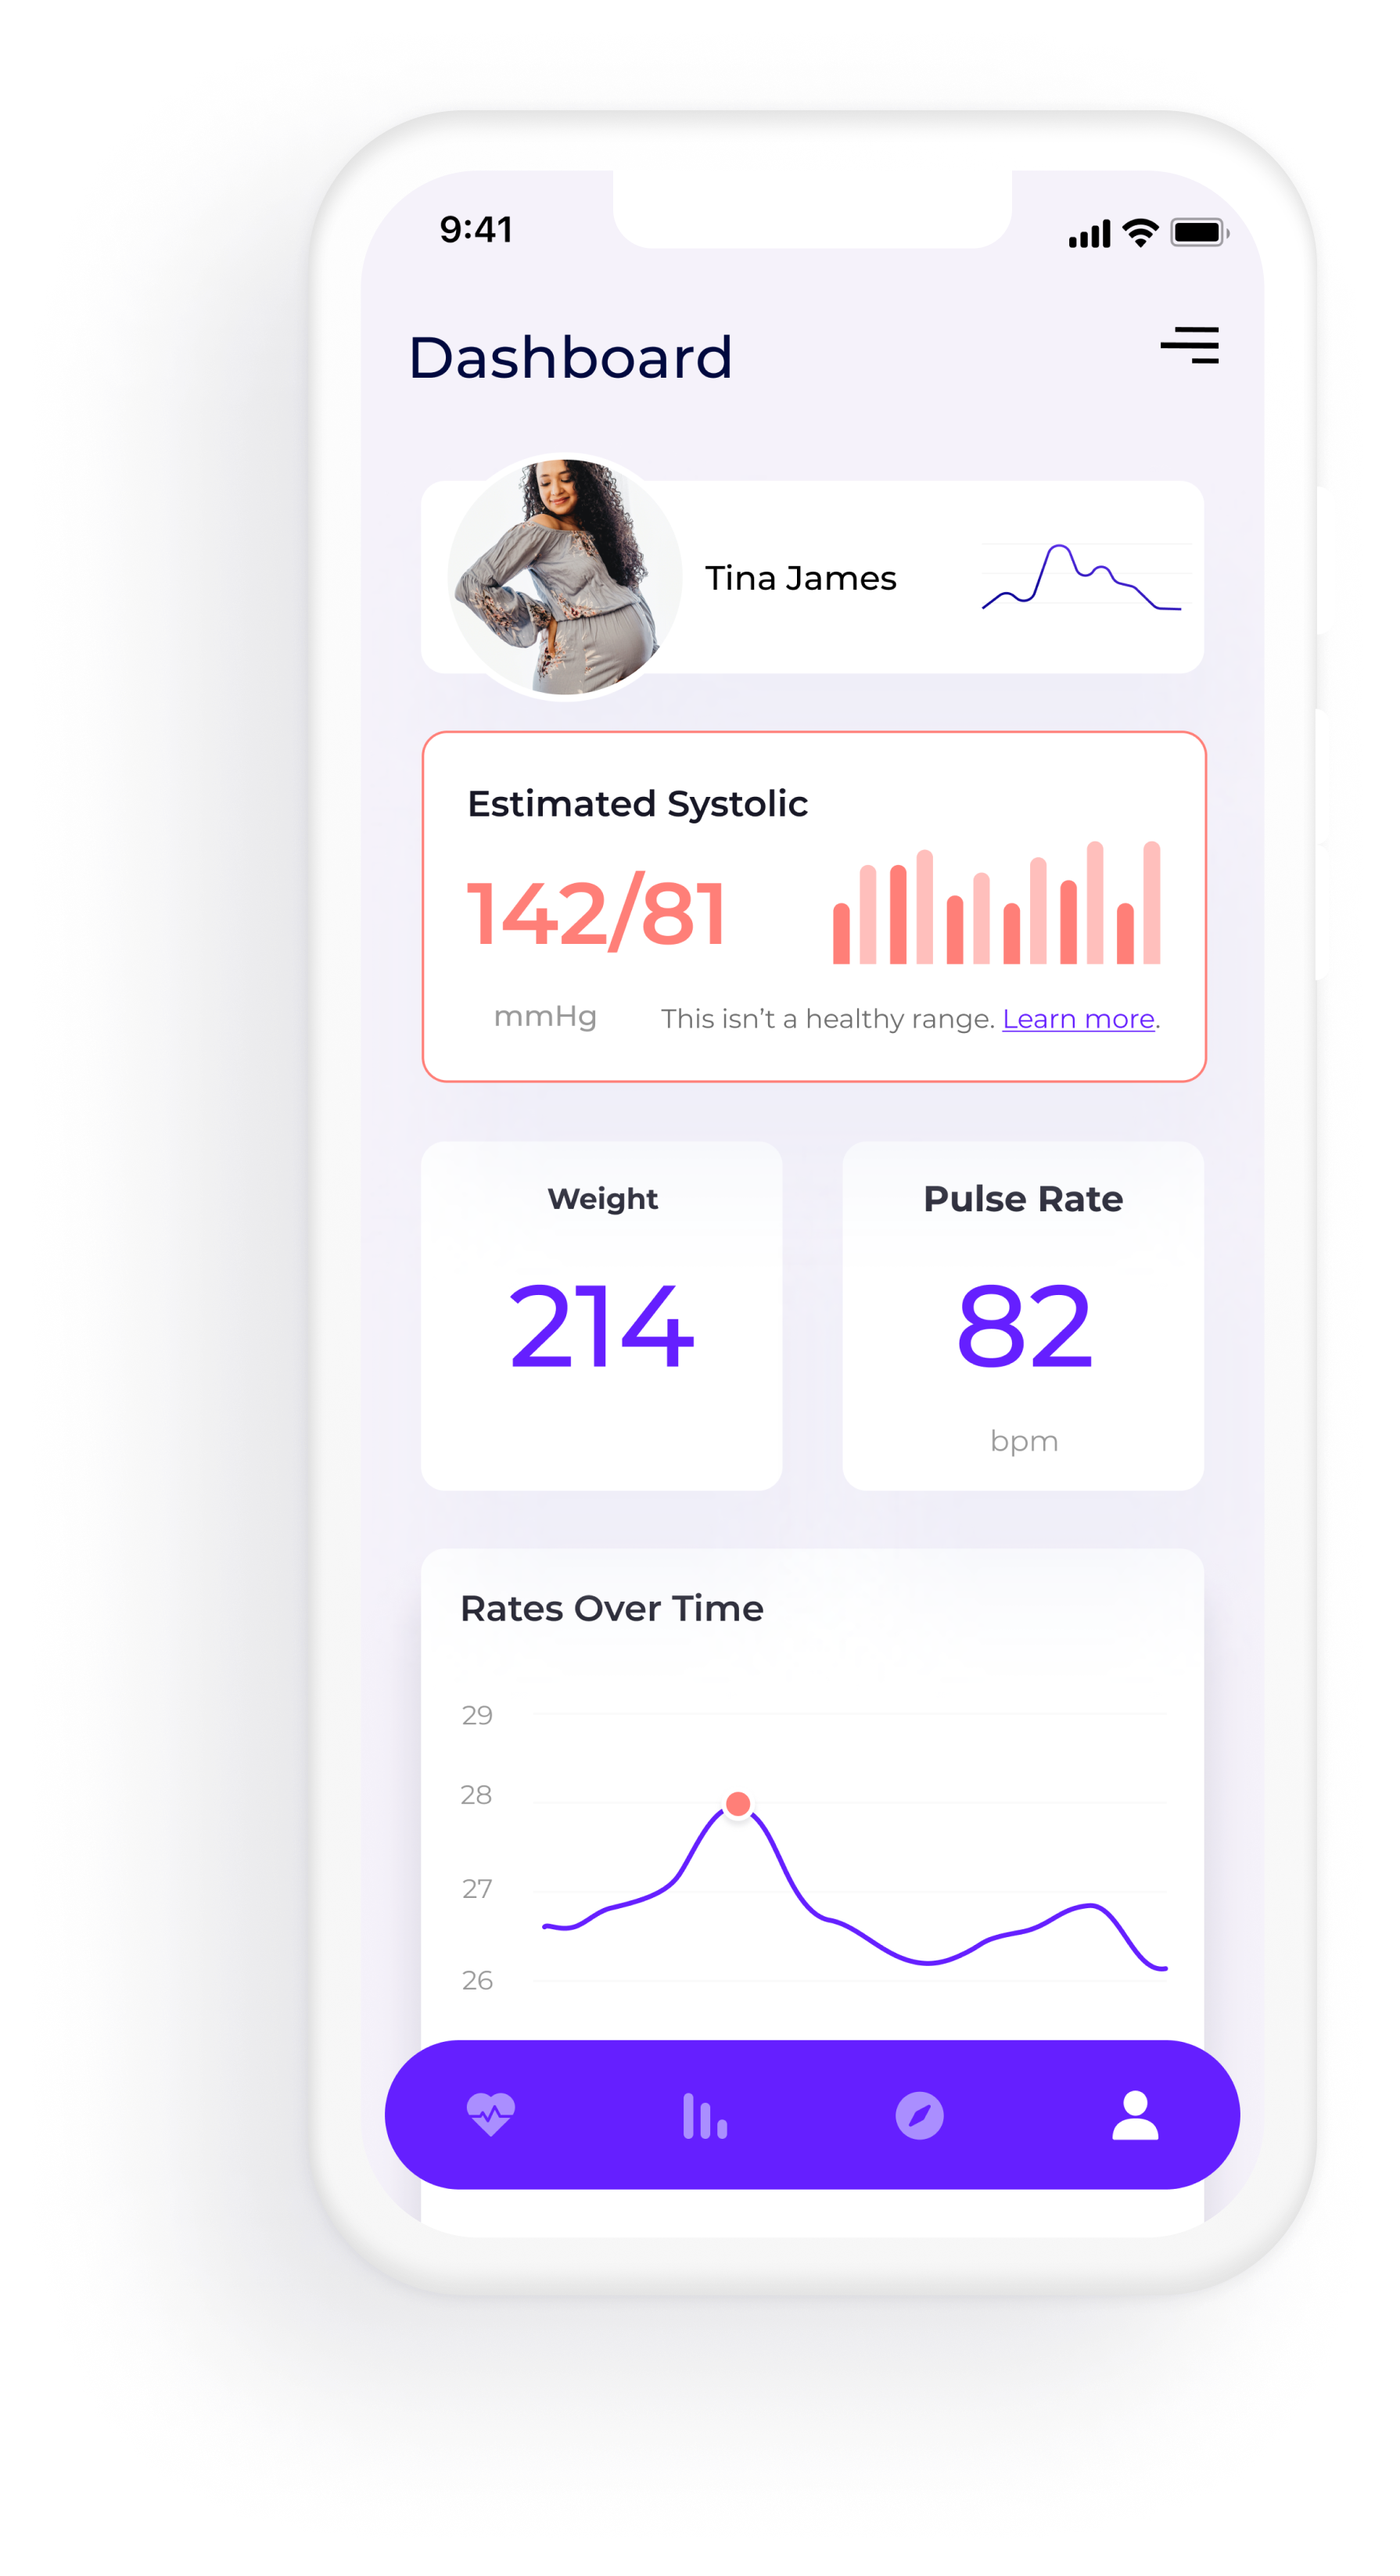 9:41
Dashboard
Tina James
Estimated Systolic
142/81
mmHg
This isn’t a healthy range. Learn more.
Weight
Pulse Rate
214
82
bpm
Rates Over Time
29
28
27
26